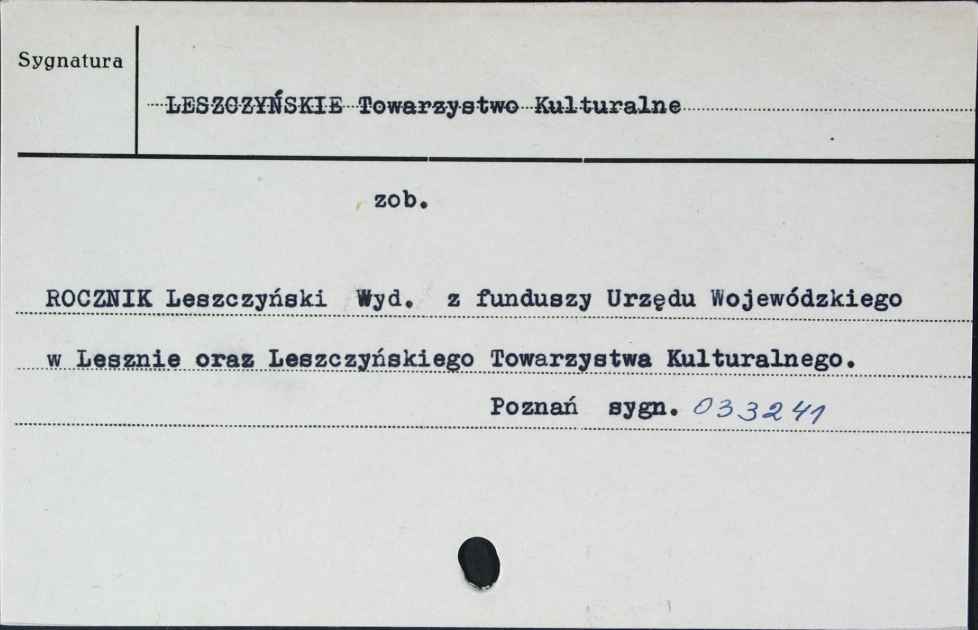 Sygnatura
LESZCZYŃSKIE Towarzystwo Kulturalne
zob.
ROCZNIK Leszczyński Wyd. z funduszy Urzędu Wojewódzkiego
w Lesznie oraz Leszczyńskiego Towarzystwa Kulturalnego.
Poznań sygn. 033241